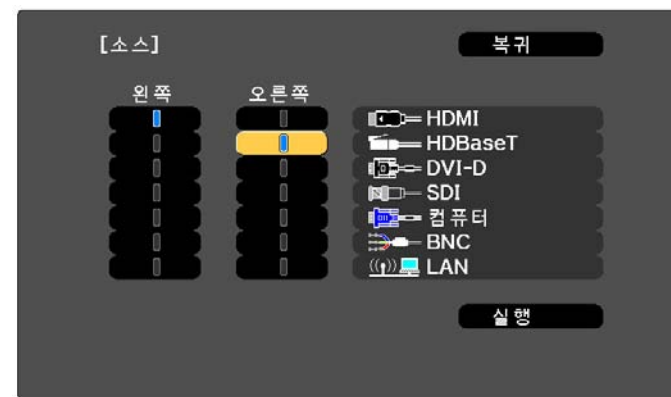 [소스]
복귀
왼쪽
오른쪽
HDMI
HDBaseT
DVI-D
SDI
컴퓨터
BNC
LAN
실행